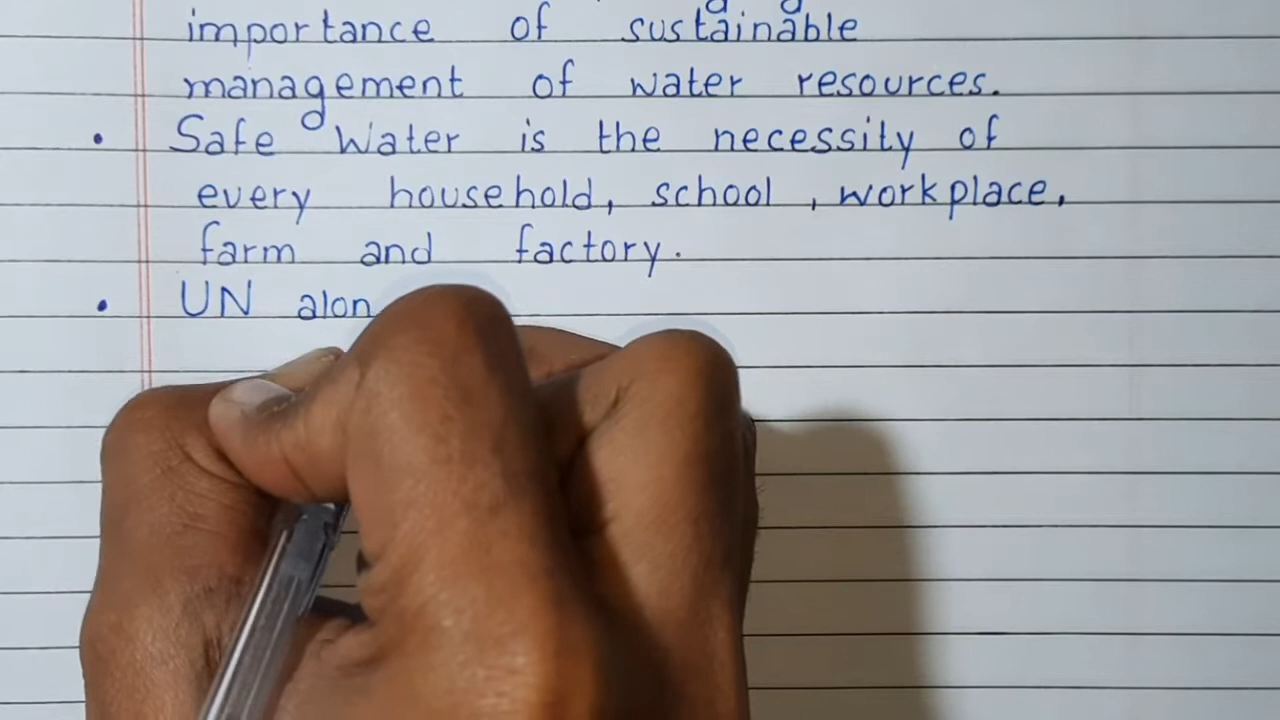 importance of sustainable
management of water resources.
• Safe Water is the necessity of
every household, school, workplace,
farm and factory.
• UN alon